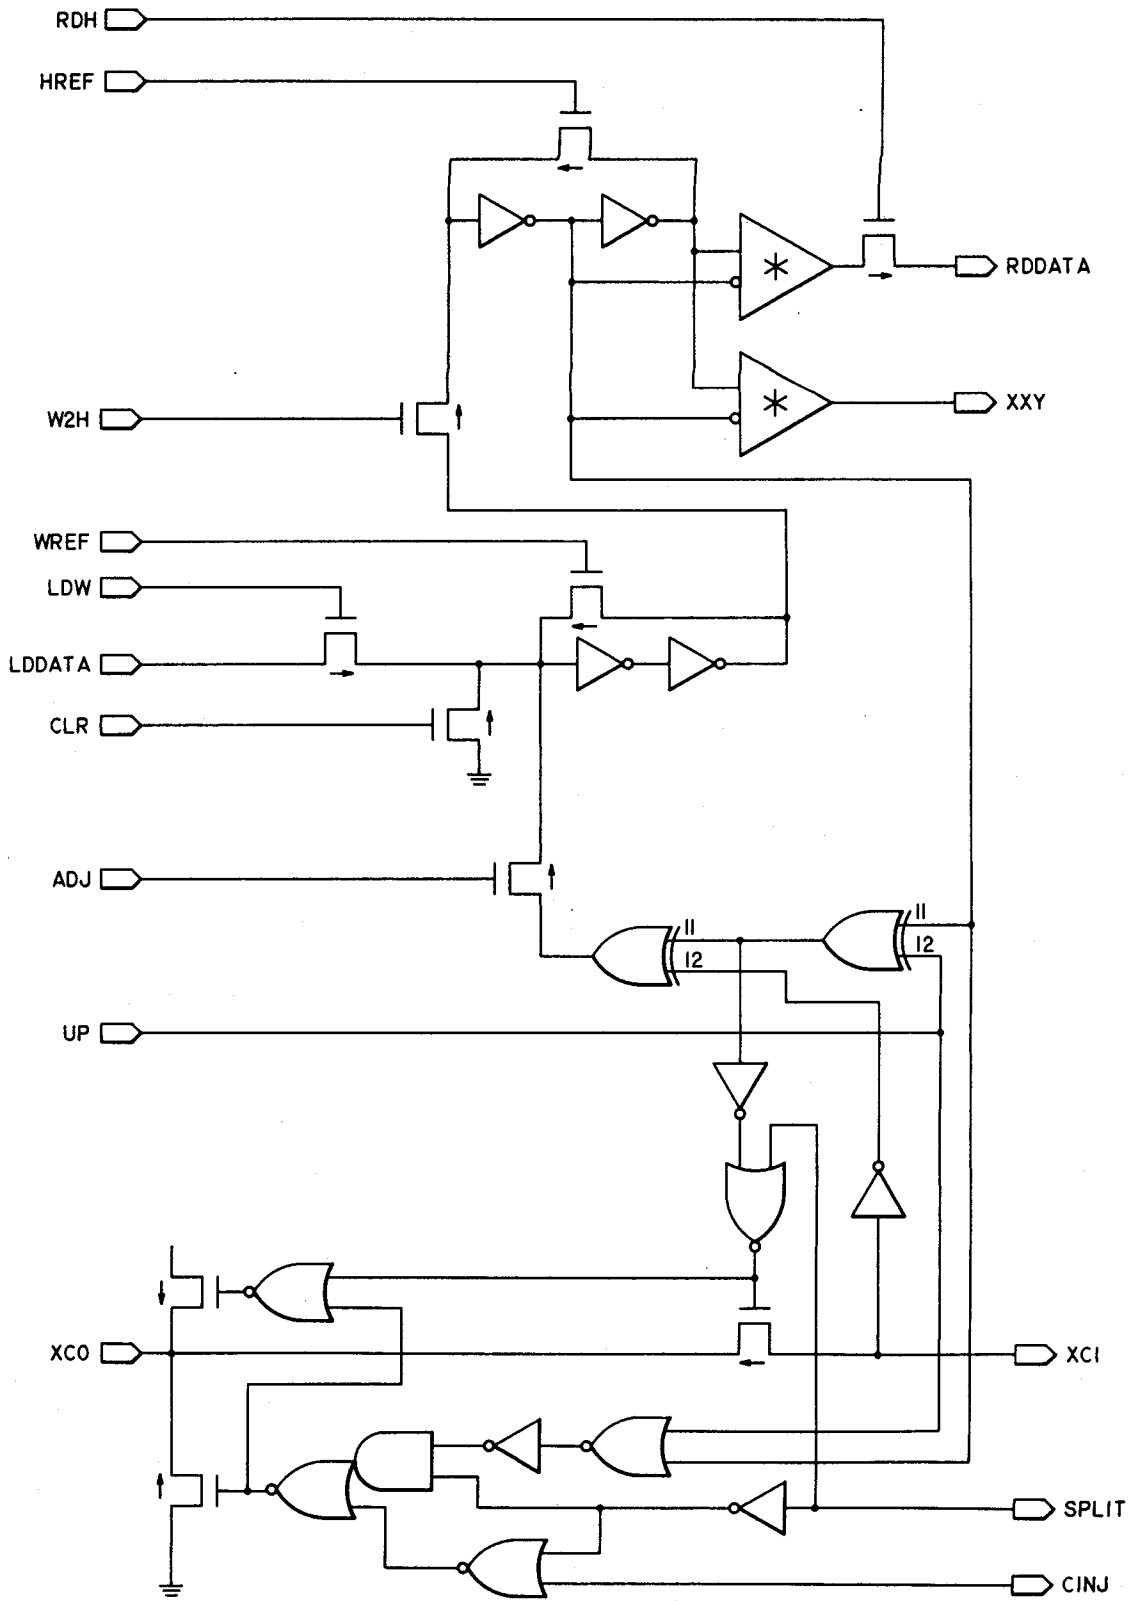 RDH
HREF
RDDATA
W2H
XXY
WREF
LDW
LDDATA
CLR
ADJ
I1
I2
I1
I2
UP
XCO
XCI
SPLIT
CINJ